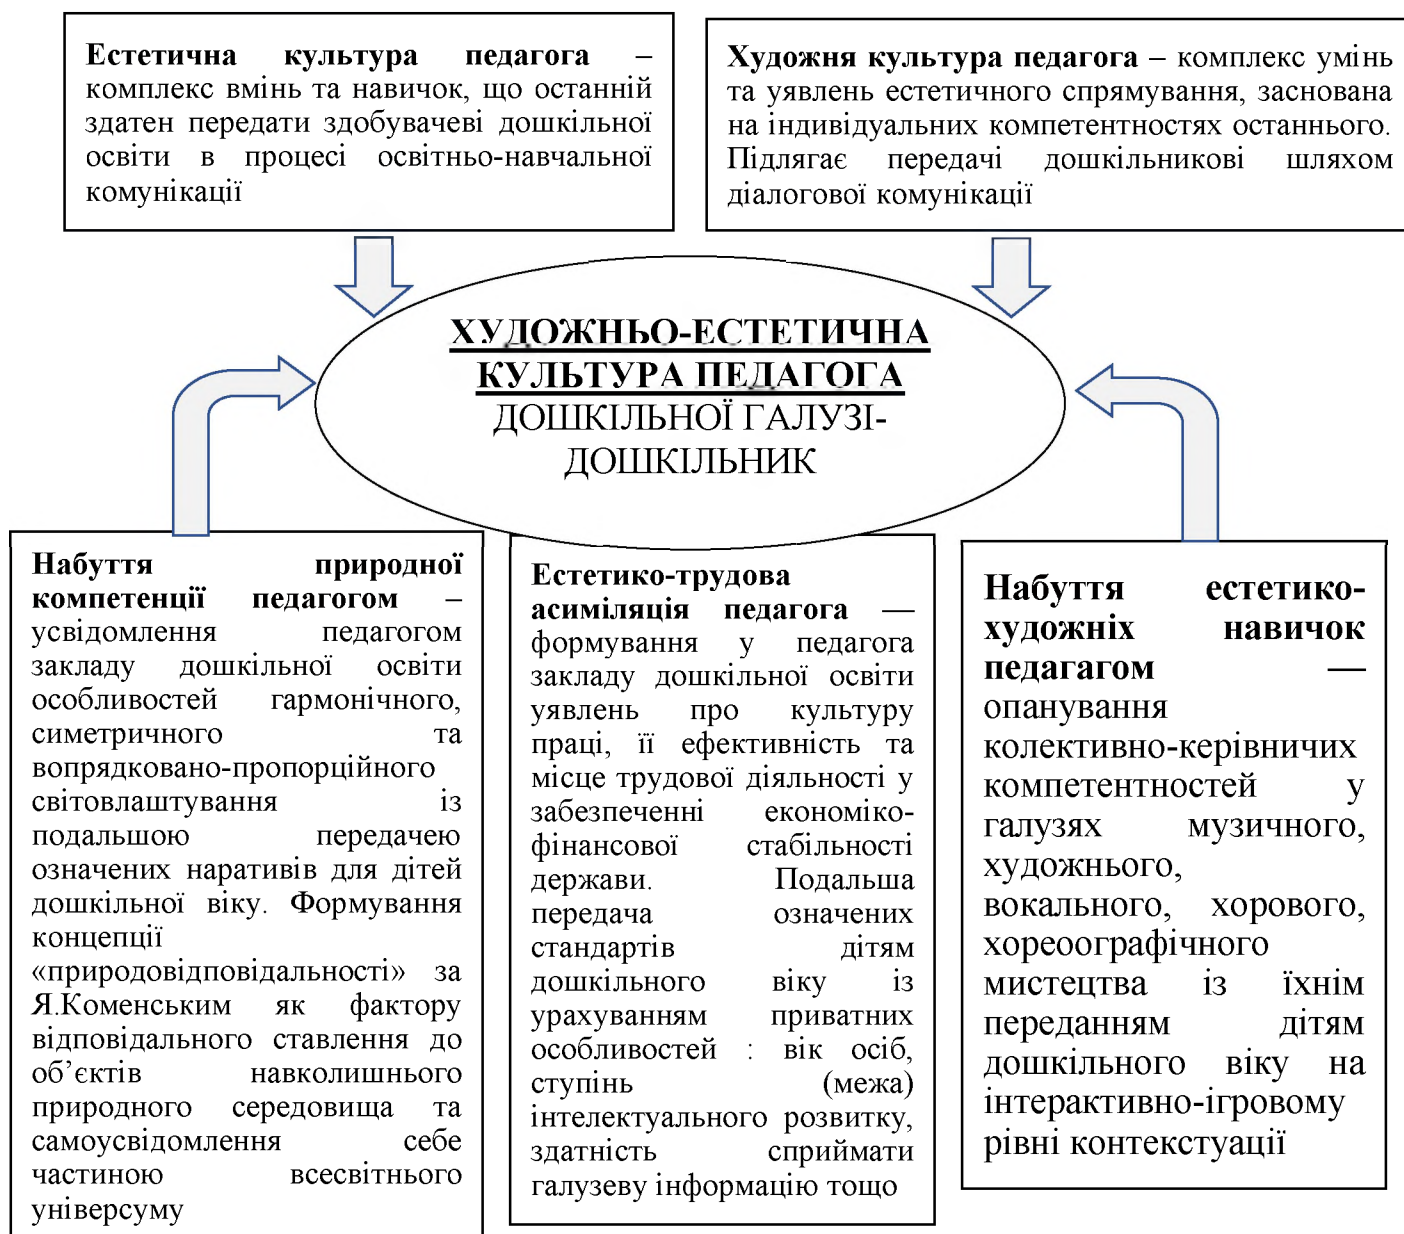 Естетична культура педагога –
комплекс вмінь та навичок, що останній
здатен передати здобувачеві дошкільної
освіти в процесі освітньо-навчальної
комунікації
Художня культура педагога – комплекс умінь
та уявлень естетичного спрямування, заснована
на індивідуальних компетентностях останнього.
Підлягає передачі дошкільникові шляхом
діалогової комунікації
ХУДОЖНЬО-ЕСТЕТИЧНА
КУЛЬТУРА ПЕДАГОГА
ДОШКІЛЬНОЇ ГАЛУЗІ-
ДОШКІЛЬНИК
Набуття природної
компетенції педагогом –
усвідомлення педагогом
закладу дошкільної освіти
особливостей гармонічного,
симетричного та
вопрядковано-пропорційного
світовлаштування із
подальшою передачею
означених наративів для дітей
дошкільної віку. Формування
концепції
«природовідповідальності» за
Я.Коменським як фактору
відповідального ставлення до
об’єктів навколишнього
природного середовища та
самоусвідомлення себе
частиною всесвітнього
універсуму
Естетико-трудова
асиміляція педагога —
формування у педагога
закладу дошкільної освіти
уявлень про культуру
праці, її ефективність та
місце трудової діяльності у
забезпеченні економіко-
фінансової стабільності
держави. Подальша
передача означених
стандартів дітям
дошкільного віку із
урахуванням приватних
особливостей : вік осіб,
ступінь (межа)
інтелектуального розвитку,
здатність сприймати
галузеву інформацію тощо
Набуття естетико-
художніх навичок
педагагом —
опанування
колективно-керівничих
компетентностей у
галузях музичного,
художнього,
вокального, хорового,
хореоографічного
мистецтва із їхнім
переданням дітям
дошкільного віку на
інтерактивно-ігровому
рівні контекстуації